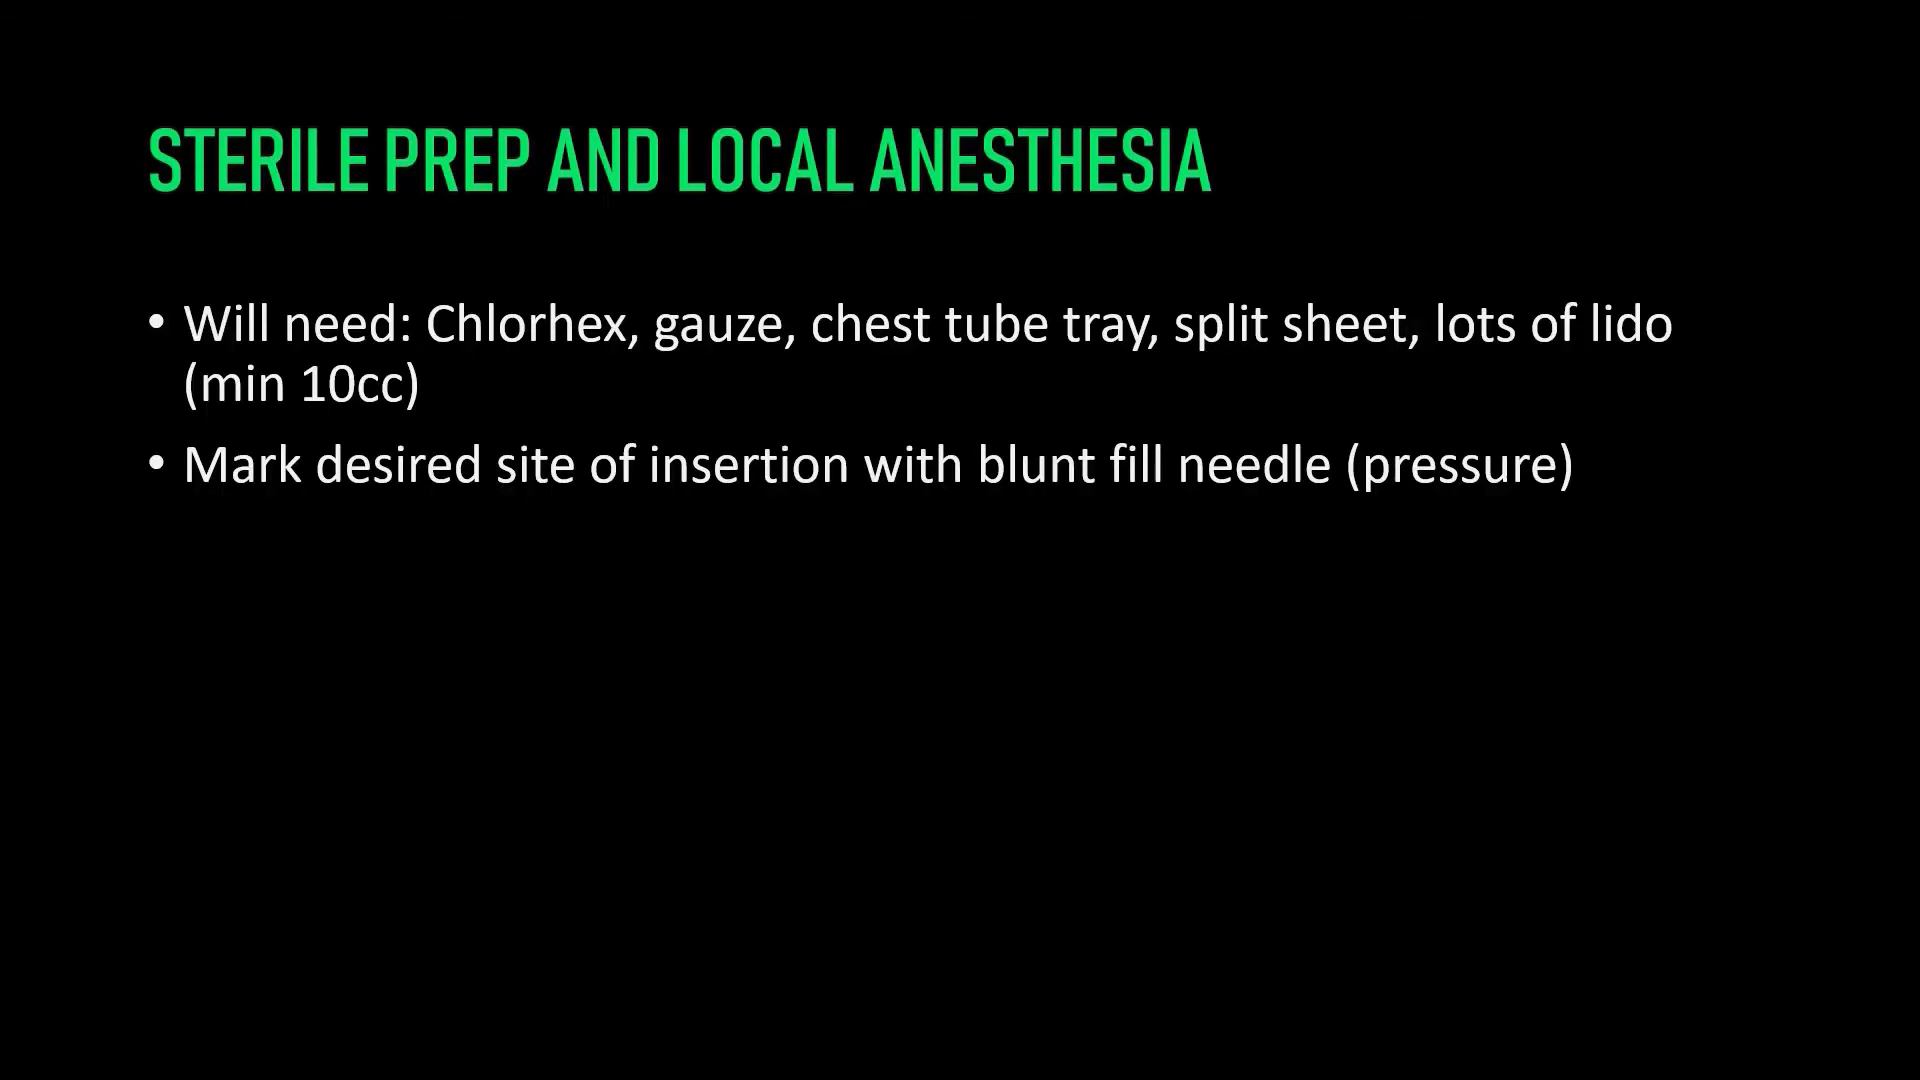 STERILE PREP AND LOCAL ANESTHESIA
• Will need: Chlorhex, gauze, chest tube tray, split sheet, lots of lido
(min 10cc)
• Mark desired site of insertion with blunt fill needle (pressure)